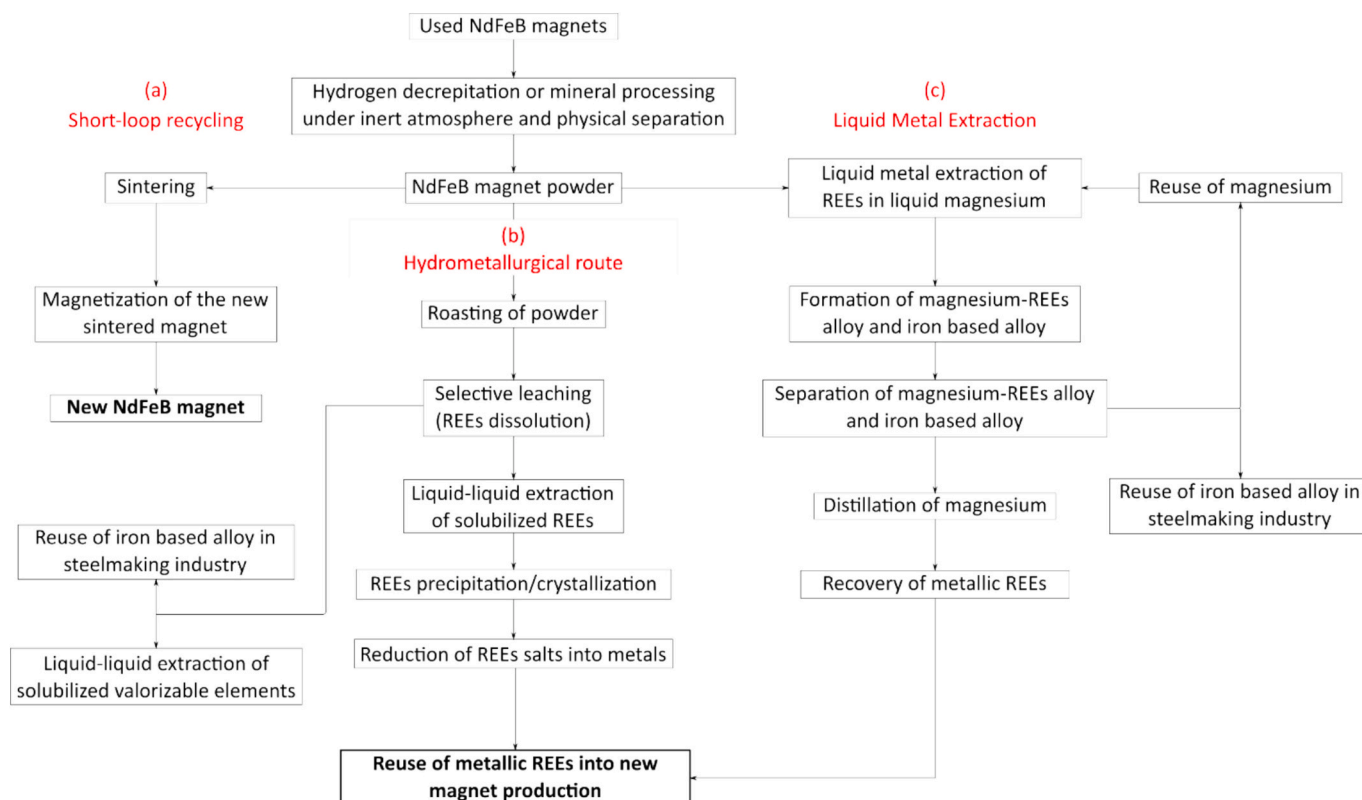 Used NdFeB magnets
Hydrogen decrepitation or mineral processing
under inert atmosphere and physical separation
(a)
Short-loop recycling
(c)
Liquid Metal Extraction
Sintering
NdFeB magnet powder
Liquid metal extraction of
REEs in liquid magnesium
Reuse of magnesium
(b)
Hydrometallurgical route
Magnetization of the new
sintered magnet
Roasting of powder
Formation of magnesium-REEs
alloy and iron based alloy
New NdFeB magnet
Selective leaching
(REEs dissolution)
Separation of magnesium-REEs alloy
and iron based alloy
Liquid-liquid extraction
of solubilized REEs
Distillation of magnesium
Reuse of iron based alloy in
steelmaking industry
Reuse of iron based alloy in
steelmaking industry
REEs precipitation/crystallization
Recovery of metallic REEs
Liquid-liquid extraction of
solubilized valorizable elements
Reduction of REEs salts into metals
Reuse of metallic REEs into new
magnet production